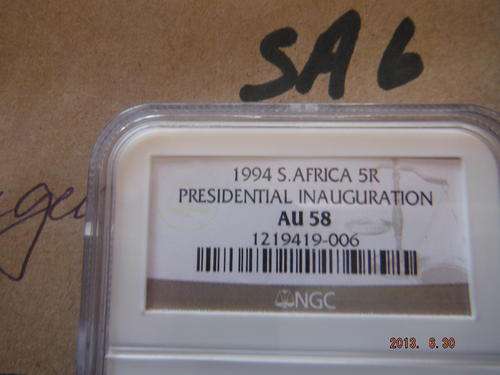 SA 6
1994 S.AFRICA 5R
PRESIDENTIAL INAUGURATION
AU 58
1219419-006
NGC
2013. 6.30